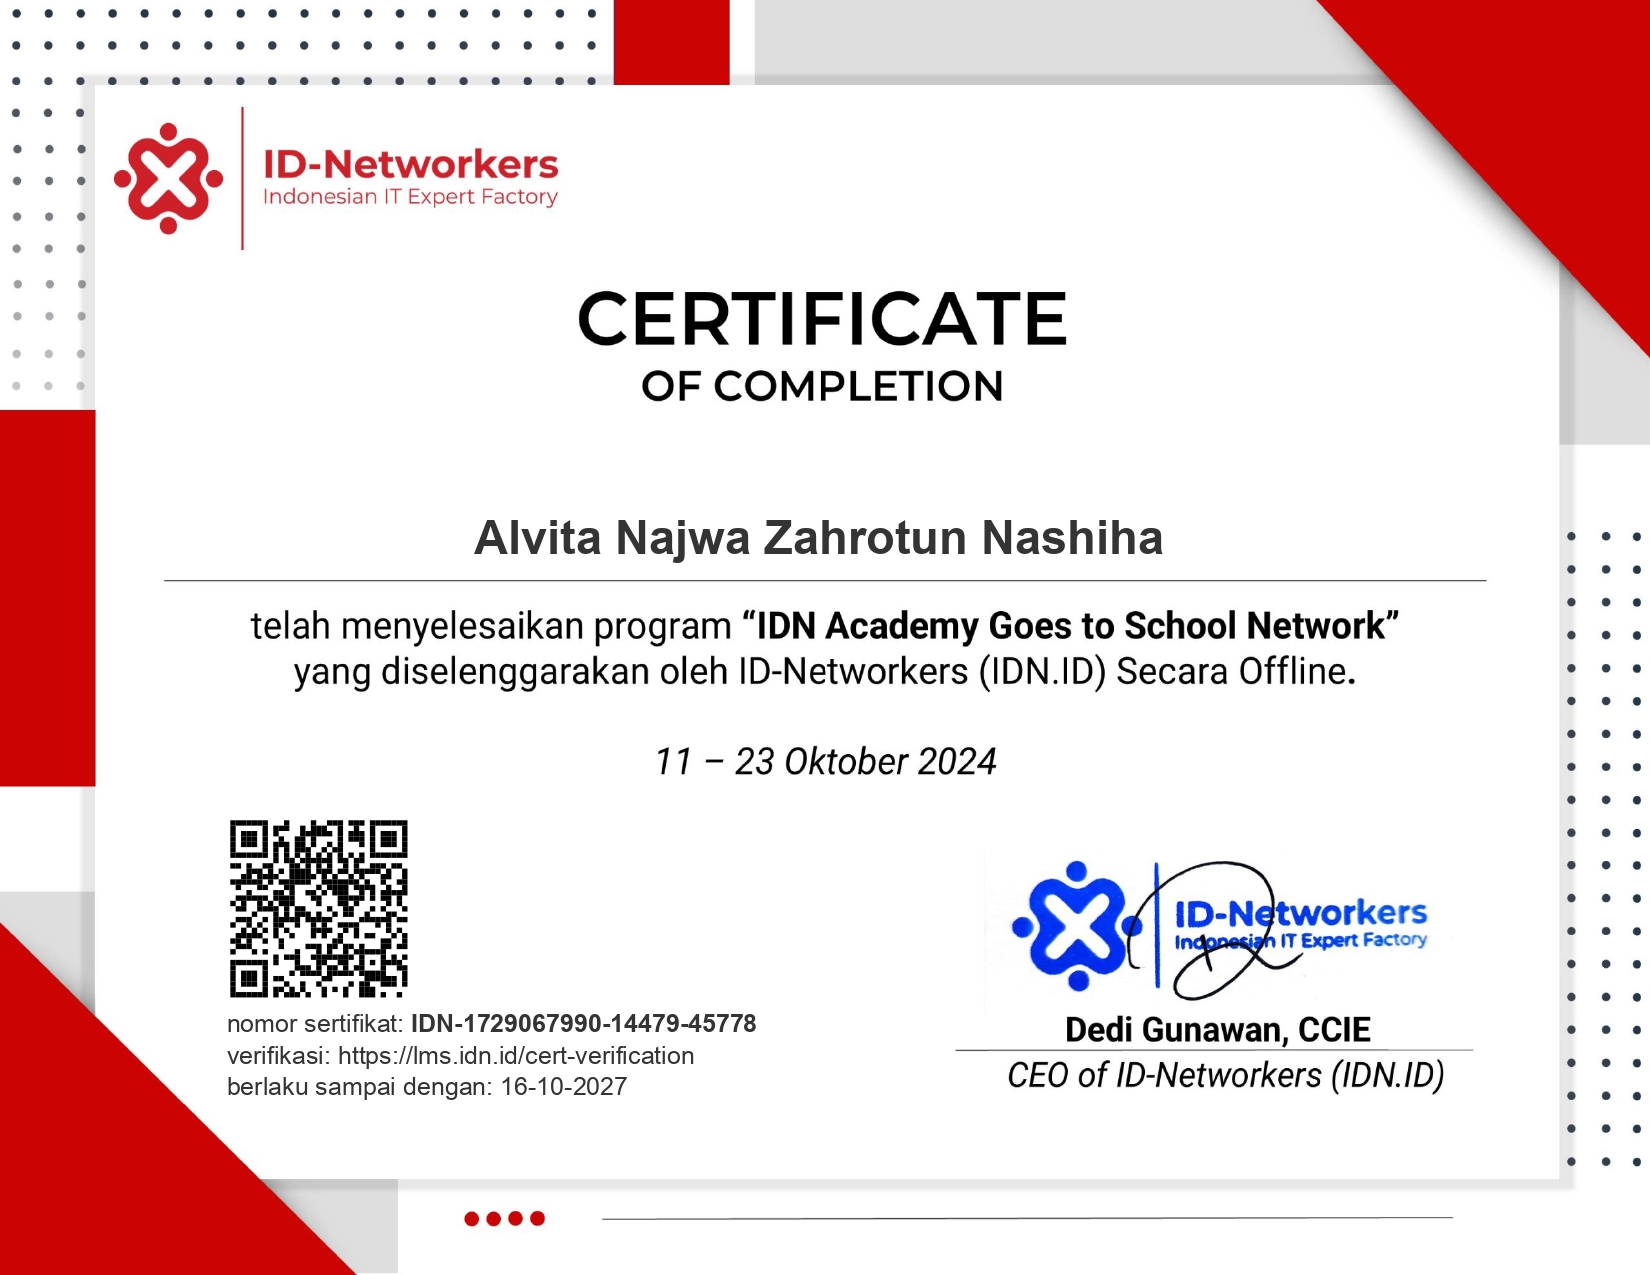 ID-Networkers
Indonesian IT Expert Factory
CERTIFICATE
OF COMPLETION
Alvita Najwa Zahrotun Nashiha
telah menyelesaikan program “IDN Academy Goes to School Network”
yang diselenggarakan oleh ID-Networkers (IDN.ID) Secara Offline.
11 – 23 Oktober 2024
ID-Networkers
Indonesian IT Expert Factory
nomor sertifikat: IDN-1729067990-14479-45778
verifikasi: https://lms.idn.id/cert-verification
berlaku sampai dengan: 16-10-2027
Dedi Gunawan, CCIE
CEO of ID-Networkers (IDN.ID)